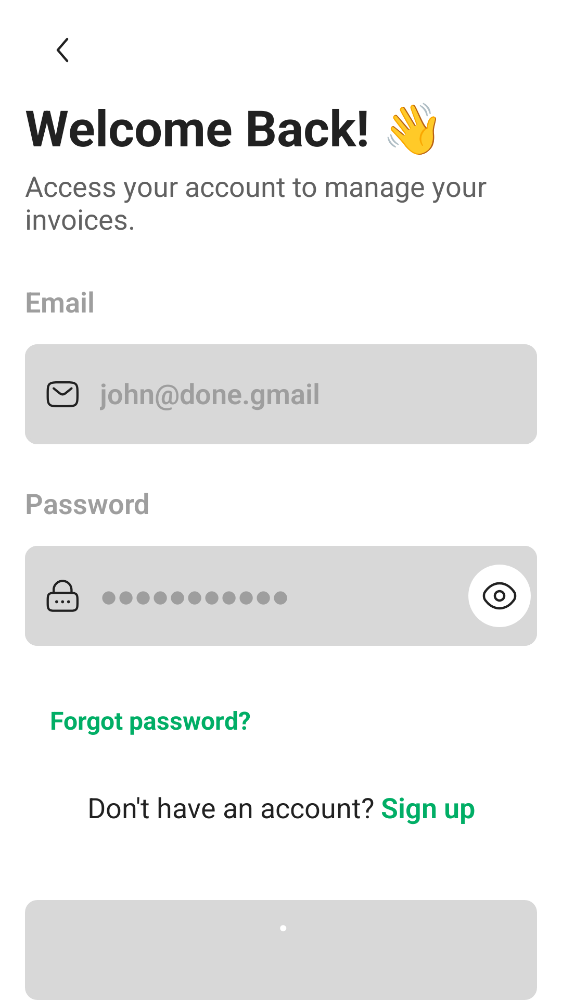 Welcome Back! 👋
Access your account to manage your
invoices.
Email
john@done.gmail
Password
Forgot password?
Don't have an account? Sign up